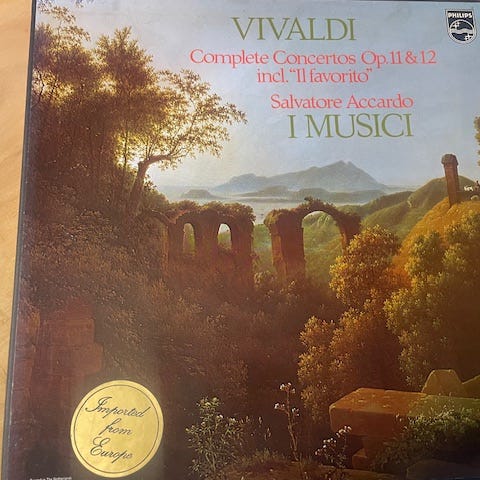 VIVALDI
PHILIPS
Complete Concertos Op.11 & 12
incl. "Il favorito"
Salvatore Accardo
I MUSICI
Imported
from
Europe